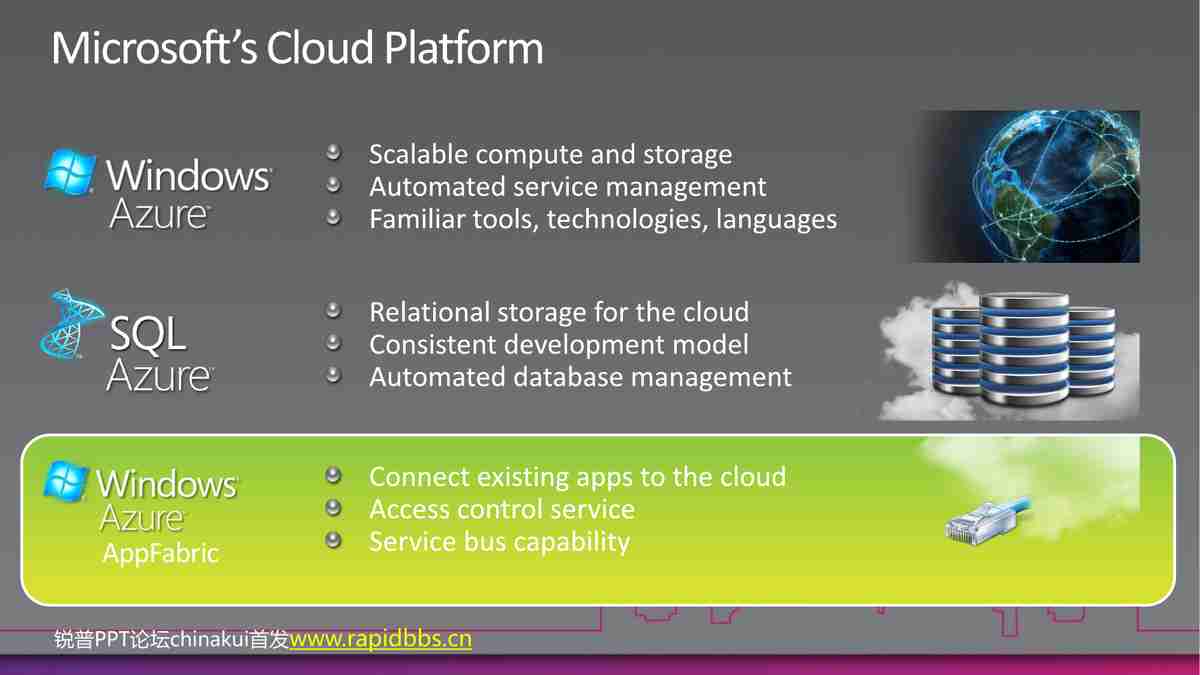 Microsoft’s Cloud Platform
Windows Azure™
Scalable compute and storage
Automated service management
Familiar tools, technologies, languages
SQL Azure™
Relational storage for the cloud
Consistent development model
Automated database management
Windows Azure™
AppFabric
Connect existing apps to the cloud
Access control service
Service bus capability
锐普PPT论坛chinakui首发www.rapidbbs.cn